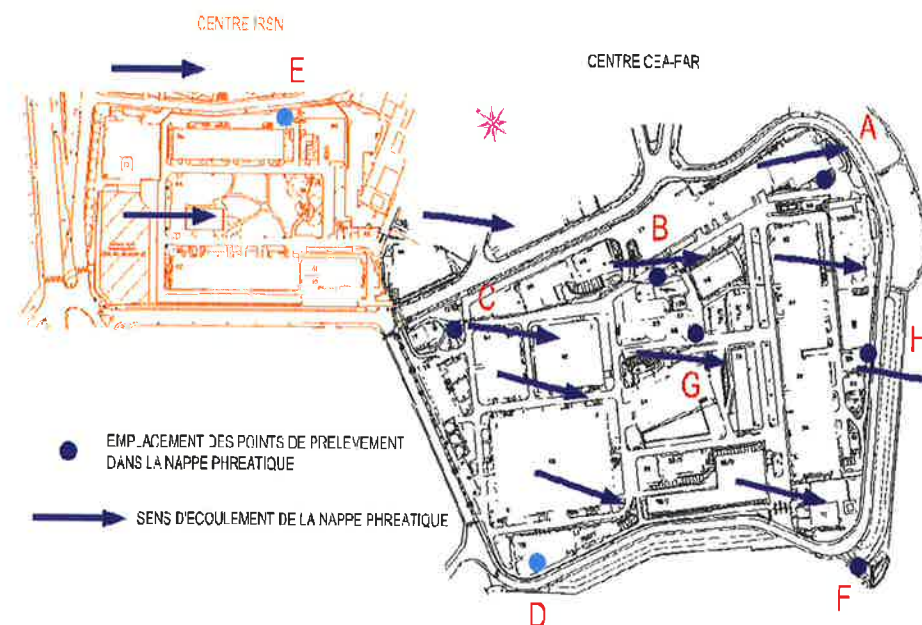 CENTRE IRSN
E
CENTRE CEA-FAR
A
B
C
H
G
EMPLACEMENT DES POINTS DE PRELEVEMENT
DANS LA NAPPE PHREATIQUE
SENS D'ECOULEMENT DE LA NAPPE PHREATIQUE
D
F